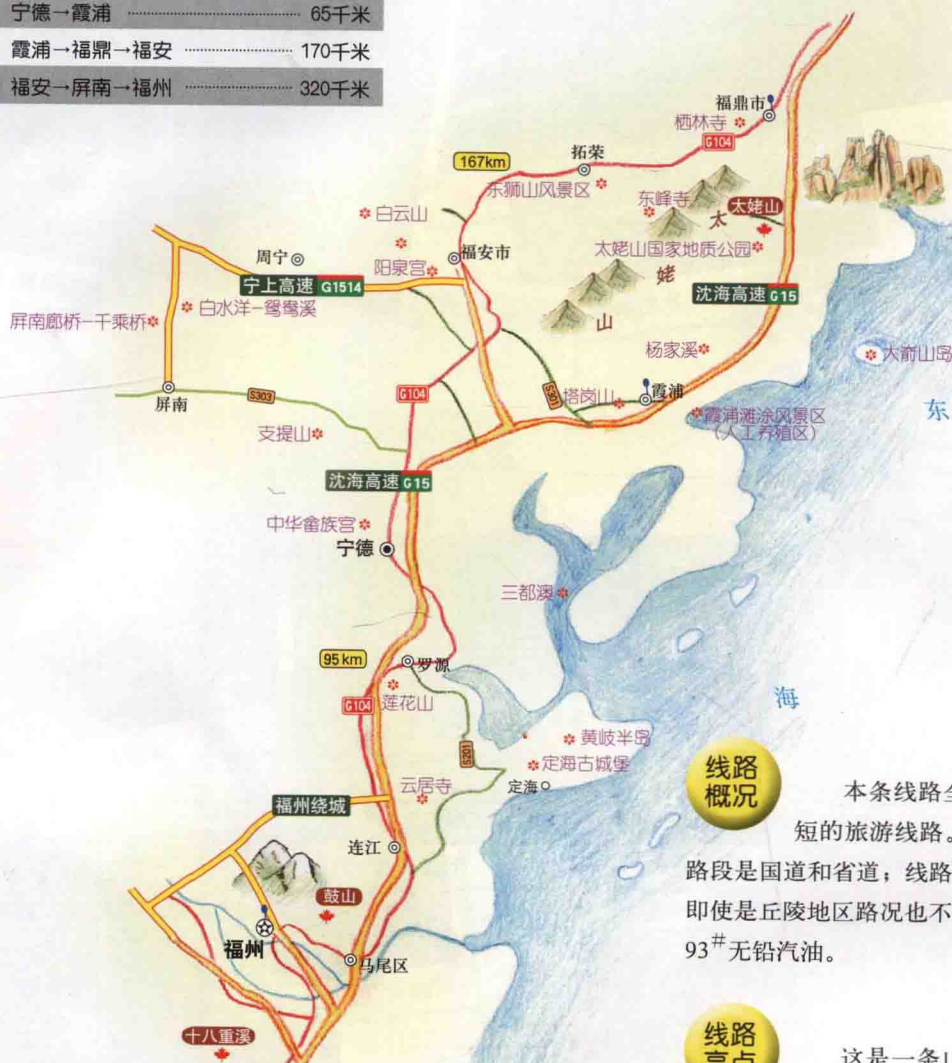 宁德→霞浦 ………………………… 65千米
霞浦→福鼎→福安 ……………… 170千米
福安→屏南→福州 ……………… 320千米
福鼎市
栖林寺
G104
拓荣
167km
东狮山风景区
东峰寺
太姥山
太
姥
山
太姥山国家地质公园
白云山
周宁
福安市
阳泉宫
宁上高速 G1514
沈海高速 G15
白水洋-鸳鸯溪
屏南廊桥-千乘桥
杨家溪
大嵛山岛
屏南
S303
G104
S301
塔岗山
霞浦
霞浦滩涂风景区
(人工养殖区)
东
支提山
沈海高速 G15
中华畲族宫
宁德
三都澳
95 km
罗源
G104
莲花山
海
S201
黄岐半岛
定海古城堡
定海
云居寺
福州绕城
连江
鼓山
福州
马尾区
十八重溪
线路
概况
本条线路
短的旅游线路。
路段是国道和省道；线路
即使是丘陵地区路况也不
93#无铅汽油。
线路
亮点
这是一条